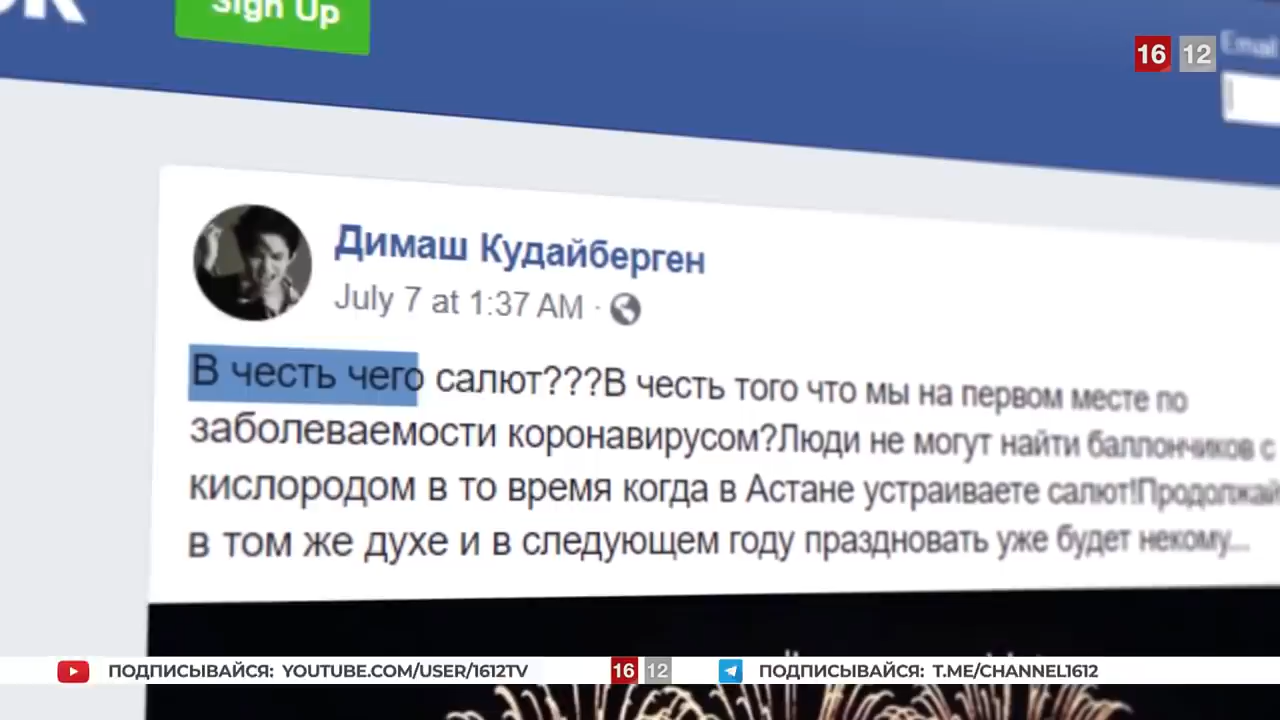 Sign Up
16 12
Email
Димаш Кудайберген
July 7 at 1:37 AM ·
В честь чего салют???В честь того что мы на первом месте по
заболеваемости коронавирусом?Люди не могут найти баллончиков с
кислородом в то время когда в Астане устраиваете салют!Продолжай
в том же духе и в следующем году праздновать уже будет некому...
ПОДПИСЫВАЙСЯ: YOUTUBE.COM/USER/1612TV 16 12 ПОДПИСЫВАЙСЯ: T.ME/CHANNEL1612